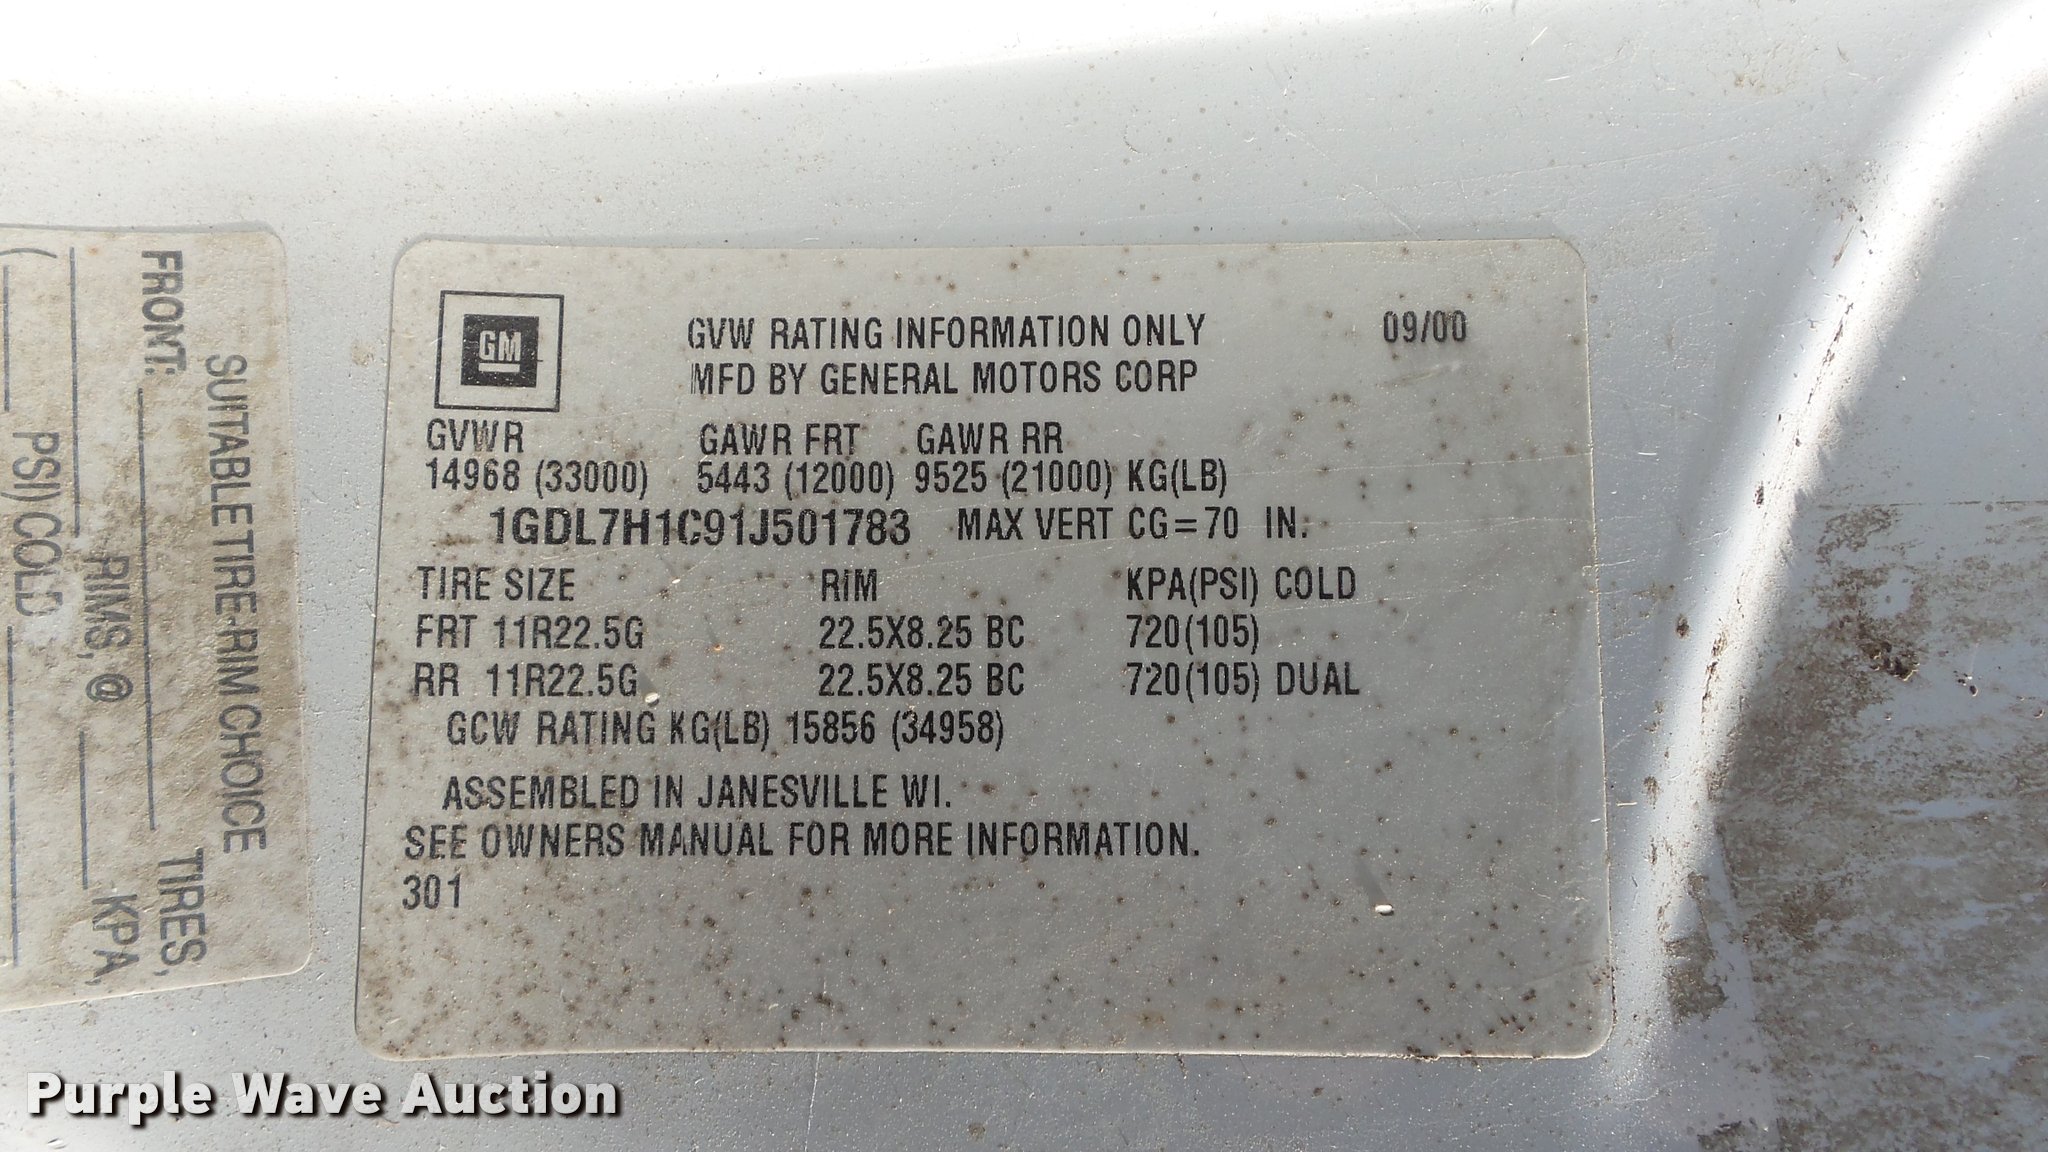 GM
GVW RATING INFORMATION ONLY 09/00
MFD BY GENERAL MOTORS CORP
GVWR GAWR FRT GAWR RR
14968 (33000) 5443 (12000) 9525 (21000) KG(LB)
1GDL7H1C91J501783 MAX VERT CG=70 IN.
TIRE SIZE RIM KPA(PSI) COLD
FRT 11R22.5G 22.5X8.25 BC 720(105)
RR 11R22.5G 22.5X8.25 BC 720(105) DUAL
GCW RATING KG(LB) 15856 (34958)
ASSEMBLED IN JANESVILLE WI.
SEE OWNERS MANUAL FOR MORE INFORMATION.
301
SUITABLE TIRE-RIM CHOICE
FRONT: ____ TIRES,
____ RIMS, @ ____ KPA,
(____ PSI) COLD
Purple Wave Auction